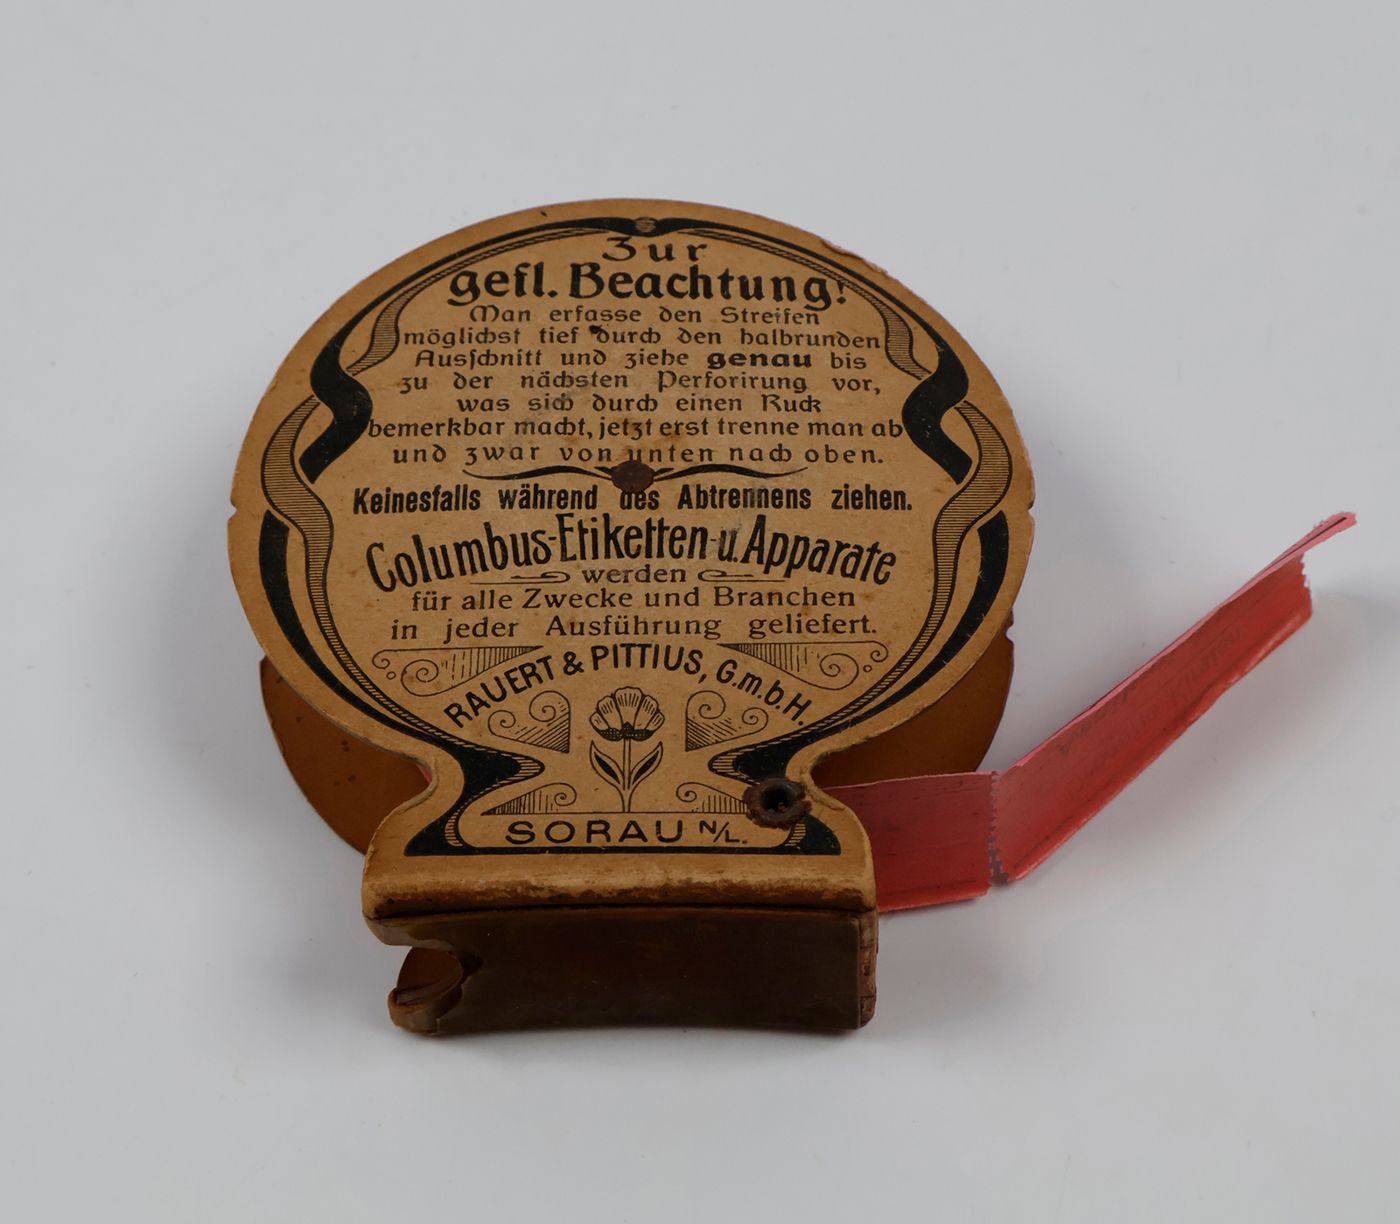 Zur
gefl. Beachtung!
Man erfasse den Streifen
möglichst tief durch den halbrunden
Ausschnitt und ziehe genau bis
zu der nächsten Perforirung vor,
was sich durch einen Ruck
bemerkbar macht, jetzt erst trenne man ab
und zwar von unten nach oben.
Keinesfalls während des Abtrennens ziehen.
Columbus-Etiketten-u. Apparate
werden
für alle Zwecke und Branchen
in jeder Ausführung geliefert.
RAUERT & PITTIUS, G.m.b.H.
SORAU N/L.